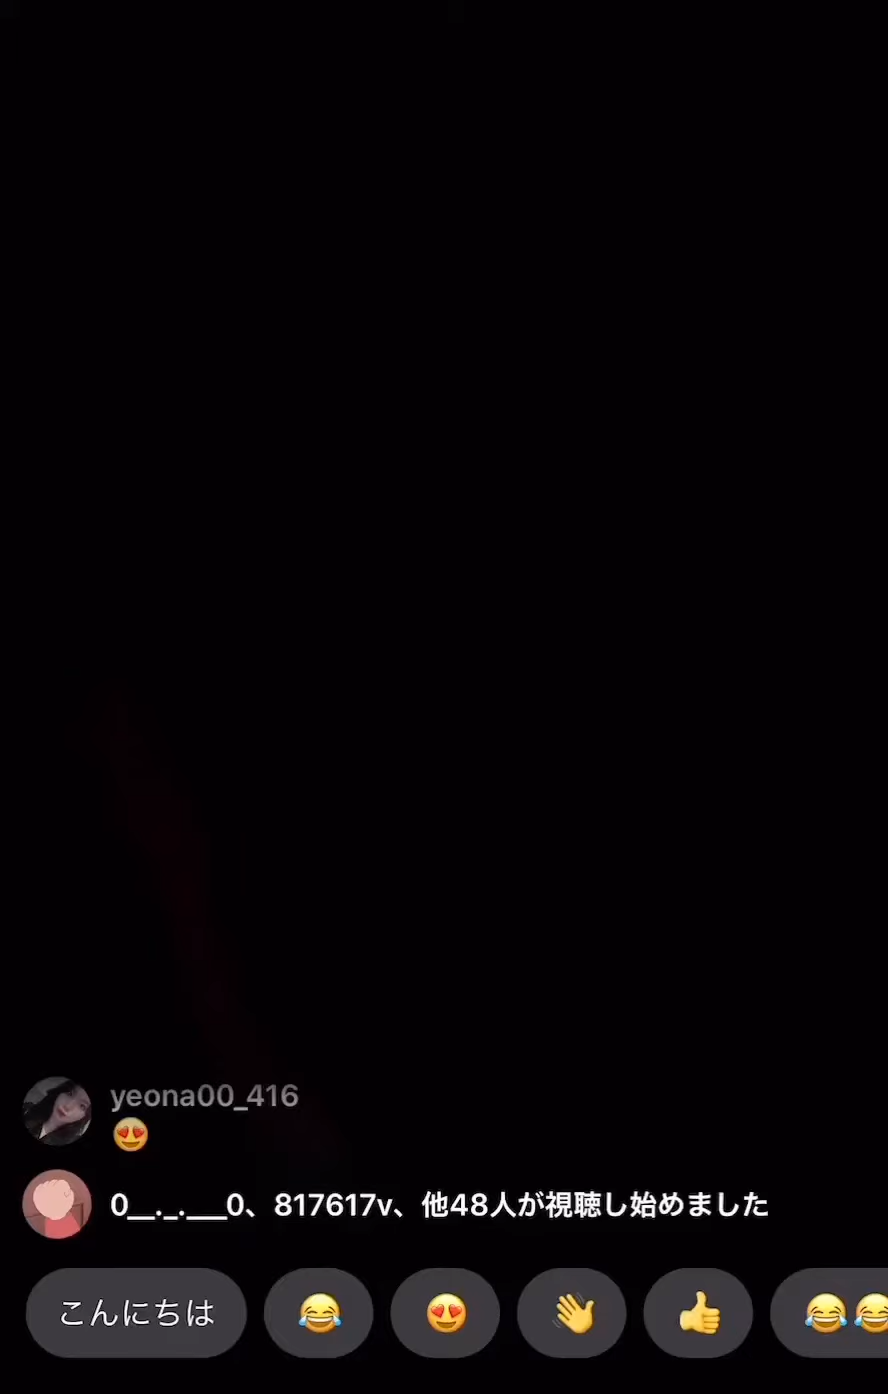 yeona00_416
😍
0__._.___0、817617v、他48人が視聴し始めました
こんにちは 😂 😍 👋 👍 😂😂